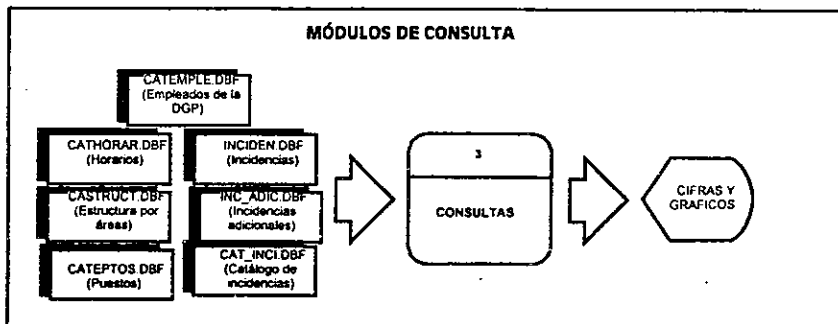 MÓDULOS DE CONSULTA
CATEMPLE.DBF
(Empleados de la
DGP)
CATHORAR.DBF
(Horarios)
INCIDEN.DBF
(Incidencias)
CASTRUCT.DBF
(Estructura por
áreas)
INC_ADIC.DBF
(Incidencias
adicionales)
CATEPTOS.DBF
(Puestos)
CAT_INCI.DBF
(Catálogo de
incidencias)
3
CONSULTAS
CIFRAS Y
GRAFICOS